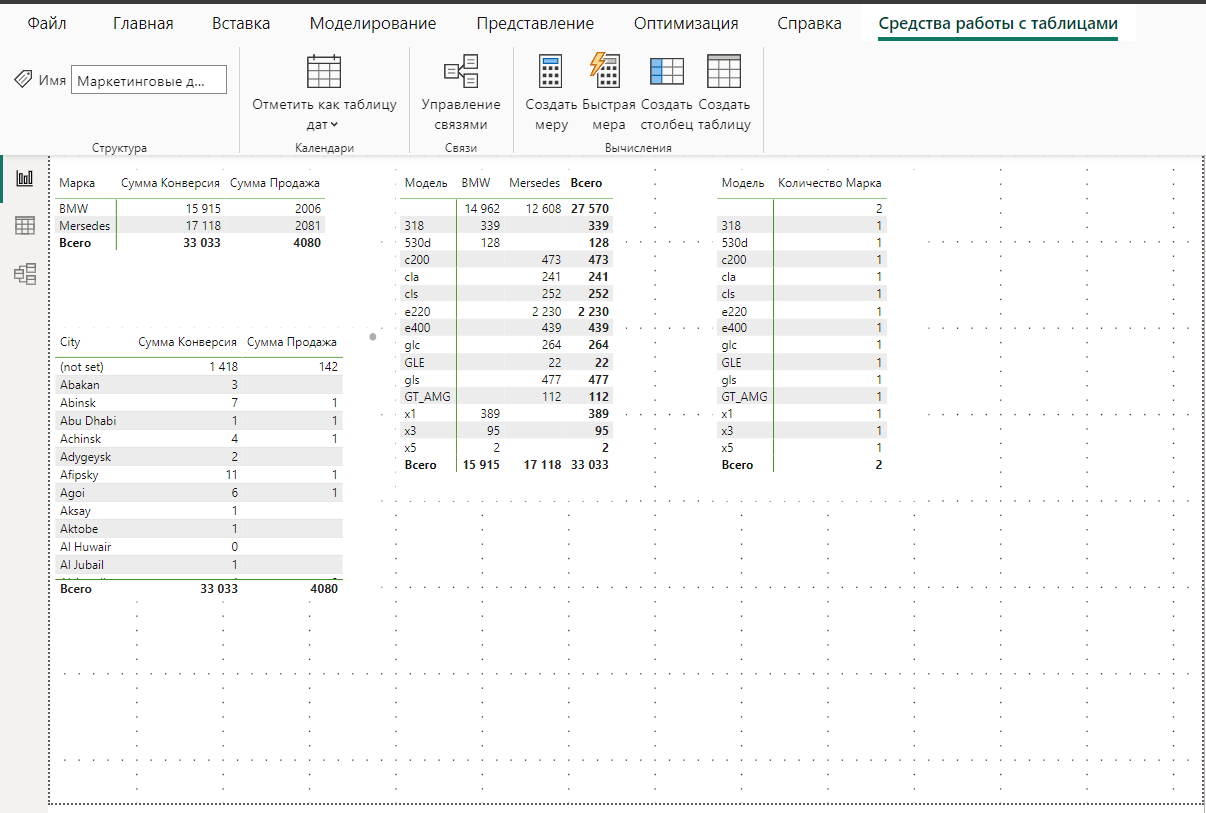 Файл Главная Вставка Моделирование Представление Оптимизация Справка Средства работы с таблицами
Имя Маркетинговые д...
Структура
Отметить как таблицу
дат
Календари
Управление
связями
Связи
Создать
меру
Быстрая
мера
Создать
столбец
Создать
таблицу
Вычисления
Марка Сумма Конверсия Сумма Продажа
BMW 15 915 2006
Mersedes 17 118 2081
Всего 33 033 4080
City Сумма Конверсия Сумма Продажа
(not set) 1 418 142
Abakan 3
Abinsk 7 1
Abu Dhabi 1 1
Achinsk 4 1
Adygeysk 2
Afipsky 11 1
Agoi 6 1
Aksay 1
Aktobe 1
Al Huwair 0
Al Jubail 1
Всего 33 033 4080
Модель BMW Mersedes Всего
14 962 12 608 27 570
318 339 339
530d 128 128
c200 473 473
cla 241 241
cls 252 252
e220 2 230 2 230
e400 439 439
glc 264 264
GLE 22 22
gls 477 477
GT_AMG 112 112
x1 389 389
x3 95 95
x5 2 2
Всего 15 915 17 118 33 033
Модель Количество Марка
2
318 1
530d 1
c200 1
cla 1
cls 1
e220 1
e400 1
glc 1
GLE 1
gls 1
GT_AMG 1
x1 1
x3 1
x5 1
Всего 2